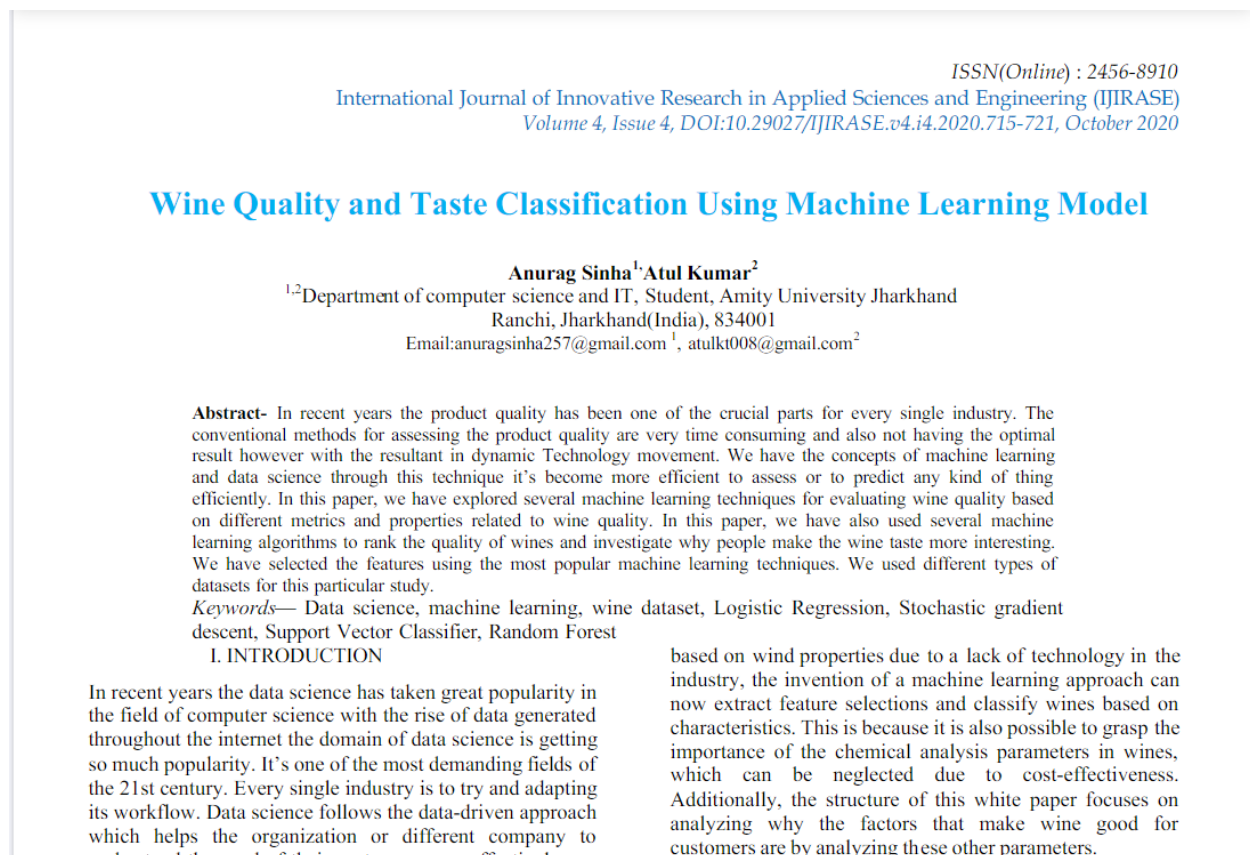 ISSN(Online) : 2456-8910
International Journal of Innovative Research in Applied Sciences and Engineering (IJIRASE)
Volume 4, Issue 4, DOI:10.29027/IJIRASE.v4.i4.2020.715-721, October 2020
Wine Quality and Taste Classification Using Machine Learning Model
Anurag Sinha1, Atul Kumar2
1,2Department of computer science and IT, Student, Amity University Jharkhand
Ranchi, Jharkhand(India), 834001
Email:anuragsinha257@gmail.com 1, atulkt008@gmail.com2
Abstract- In recent years the product quality has been one of the crucial parts for every single industry. The
conventional methods for assessing the product quality are very time consuming and also not having the optimal
result however with the resultant in dynamic Technology movement. We have the concepts of machine learning
and data science through this technique it's become more efficient to assess or to predict any kind of thing
efficiently. In this paper, we have explored several machine learning techniques for evaluating wine quality based
on different metrics and properties related to wine quality. In this paper, we have also used several machine
learning algorithms to rank the quality of wines and investigate why people make the wine taste more interesting.
We have selected the features using the most popular machine learning techniques. We used different types of
datasets for this particular study.
Keywords— Data science, machine learning, wine dataset, Logistic Regression, Stochastic gradient
descent, Support Vector Classifier, Random Forest
I. INTRODUCTION
In recent years the data science has taken great popularity in
the field of computer science with the rise of data generated
throughout the internet the domain of data science is getting
so much popularity. It's one of the most demanding fields of
the 21st century. Every single industry is to try and adapting
its workflow. Data science follows the data-driven approach
which helps the organization or different company to
based on wind properties due to a lack of technology in the
industry, the invention of a machine learning approach can
now extract feature selections and classify wines based on
characteristics. This is because it is also possible to grasp the
importance of the chemical analysis parameters in wines,
which can be neglected due to cost-effectiveness.
Additionally, the structure of this white paper focuses on
analyzing why the factors that make wine good for
customers are by analyzing these other parameters.